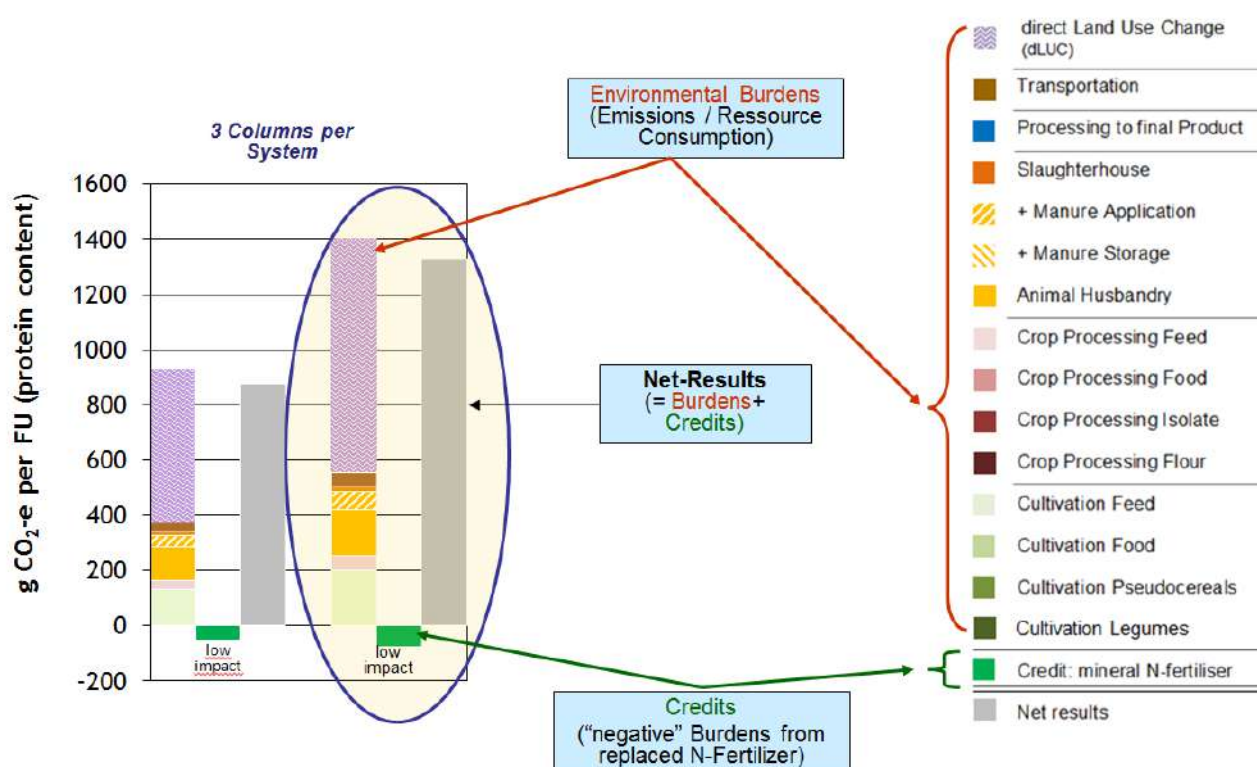 3 Columns per
System
g CO₂-e per FU (protein content)
1600
1400
1200
1000
800
600
400
200
0
-200
low
impact
low
impact
Environmental Burdens
(Emissions / Ressource
Consumption)
Net-Results
(= Burdens+
Credits)
Credits
("negative" Burdens from
replaced N-Fertilizer)
direct Land Use Change
(dLUC)
Transportation
Processing to final Product
Slaughterhouse
+ Manure Application
+ Manure Storage
Animal Husbandry
Crop Processing Feed
Crop Processing Food
Crop Processing Isolate
Crop Processing Flour
Cultivation Feed
Cultivation Food
Cultivation Pseudocereals
Cultivation Legumes
Credit: mineral N-fertiliser
Net results